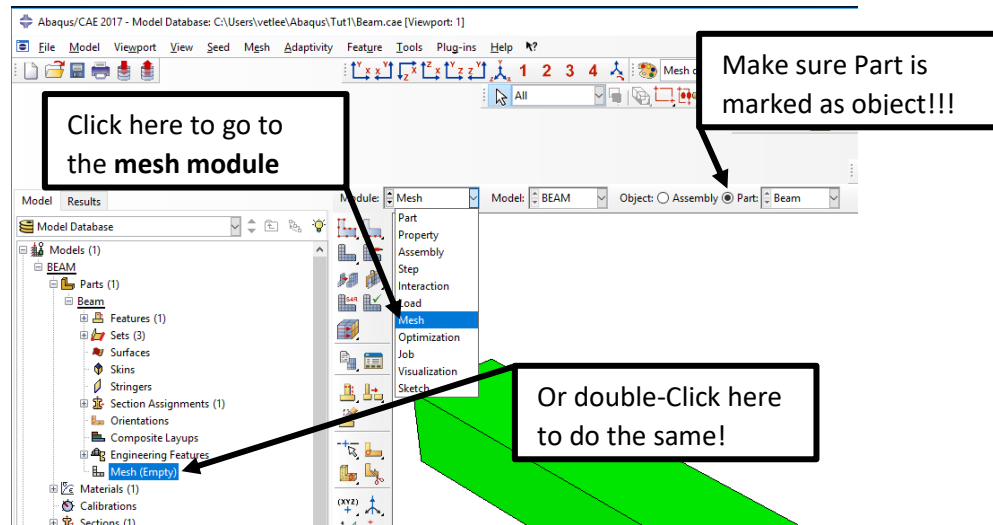 Abaqus/CAE 2017 - Model Database: C:\Users\vetlee\Abaqus\Tut1\Beam.cae [Viewport: 1]
File Model Viewport View Seed Mesh Adaptivity Feature Tools Plug-ins Help
1 2 3 4 Mesh d
All
Make sure Part is
marked as object!!!
Click here to go to
the mesh module
Model Results
Module: Mesh Model: BEAM Object: Assembly Part: Beam
Model Database
Models (1)
BEAM
Parts (1)
Beam
Features (1)
Sets (3)
Surfaces
Skins
Stringers
Section Assignments (1)
Orientations
Composite Layups
Engineering Features
Mesh (Empty)
Materials (1)
Calibrations
Sections (1)
Part
Property
Assembly
Step
Interaction
Load
Mesh
Optimization
Job
Visualization
Sketch
(XYZ)
Or double-Click here
to do the same!